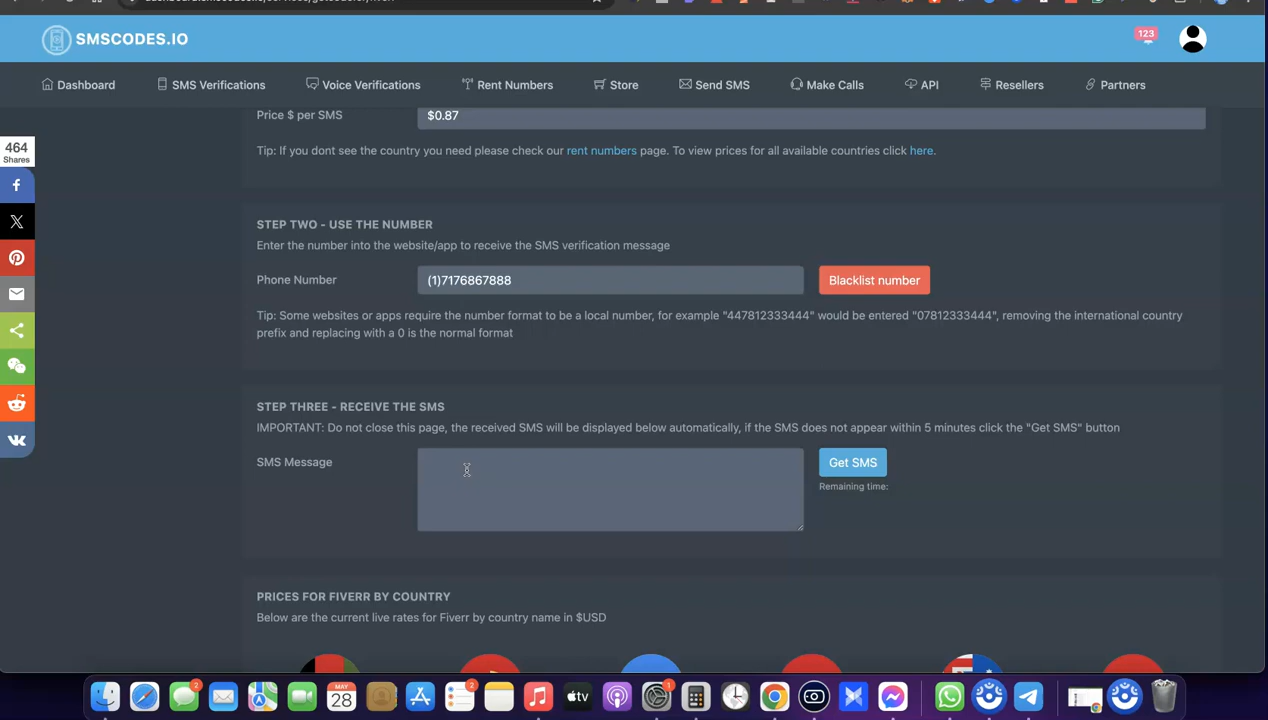 SMSCODES.IO
123
Dashboard
SMS Verifications
Voice Verifications
Rent Numbers
Store
Send SMS
Make Calls
API
Resellers
Partners
464
Shares
Price $ per SMS
$0.87
Tip: If you dont see the country you need please check our rent numbers page. To view prices for all available countries click here.
STEP TWO - USE THE NUMBER
Enter the number into the website/app to receive the SMS verification message
Phone Number
(1)7176867888
Blacklist number
Tip: Some websites or apps require the number format to be a local number, for example "447812333444" would be entered "07812333444", removing the international country
prefix and replacing with a 0 is the normal format
STEP THREE - RECEIVE THE SMS
IMPORTANT: Do not close this page, the received SMS will be displayed below automatically, if the SMS does not appear within 5 minutes click the "Get SMS" button
SMS Message
Get SMS
Remaining time:
PRICES FOR FIVERR BY COUNTRY
Below are the current live rates for Fiverr by country name in $USD
2
MAY
28
2
tv
1